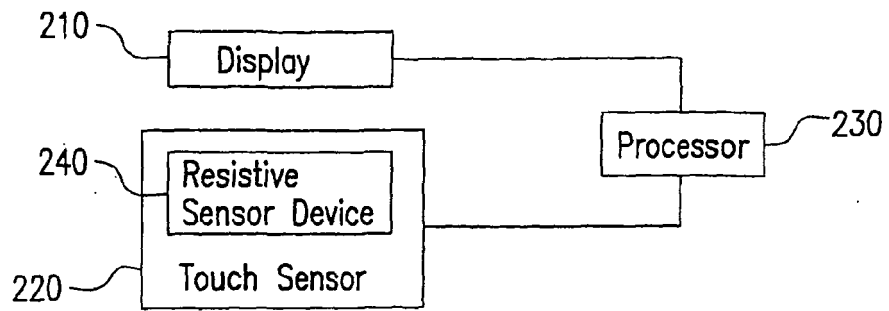 210
Display
Processor
230
240
Resistive
Sensor Device
Touch Sensor
220